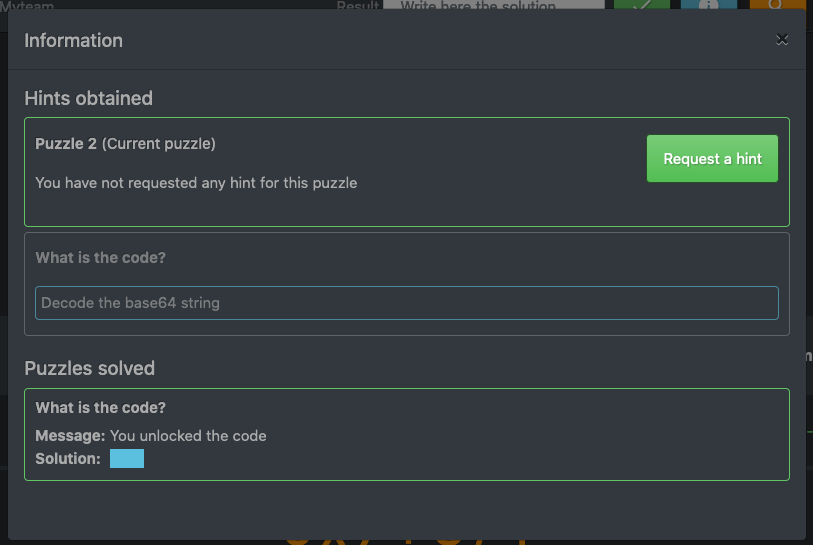 Myteam
Result
Write here the solution
Information
×
Hints obtained
Puzzle 2 (Current puzzle)
Request a hint
You have not requested any hint for this puzzle
What is the code?
Decode the base64 string
Puzzles solved
What is the code?
Message: You unlocked the code
Solution: